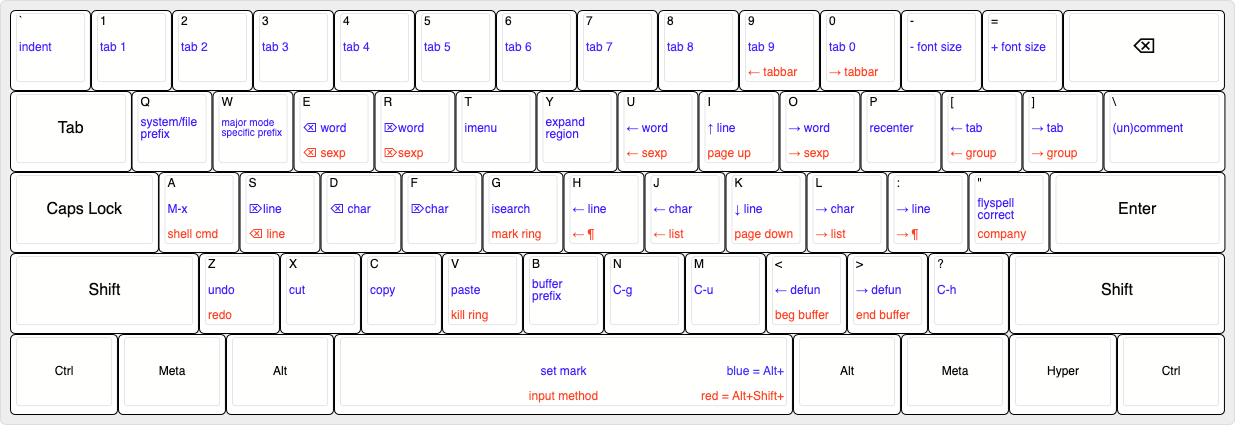 ` 1 2 3 4 5 6 7 8 9 0 - =
indent tab 1 tab 2 tab 3 tab 4 tab 5 tab 6 tab 7 tab 8 tab 9 tab 0 - font size + font size ⌫
← tabbar → tabbar
Q W E R T Y U I O P [ ] \
Tab system/file prefix major mode specific prefix ⌫ word ⌦word imenu expand region ← word ↑ line → word recenter ← tab → tab (un)comment
⌫ sexp ⌦sexp ← sexp page up → sexp ← group → group
A S D F G H J K L : "
Caps Lock M-x ⌦line ⌫ char ⌦char isearch ← line ← char ↓ line → char → line flyspell correct Enter
shell cmd ⌫ line mark ring ← ¶ ← list page down → list → ¶ company
Z X C V B N M < > ?
Shift undo cut copy paste buffer prefix C-g C-u ← defun → defun C-h Shift
redo kill ring beg buffer end buffer
Ctrl Meta Alt set mark blue = Alt+ Alt Meta Hyper Ctrl
input method red = Alt+Shift+